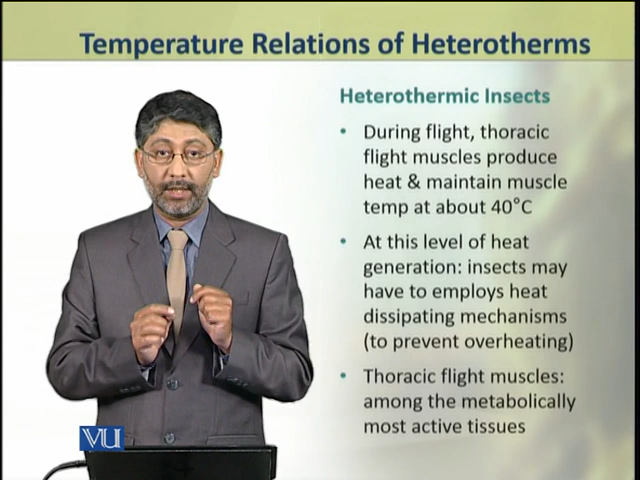 Temperature Relations of Heterotherms
Heterothermic Insects
• During flight, thoracic
flight muscles produce
heat & maintain muscle
temp at about 40°C
• At this level of heat
generation: insects may
have to employs heat
dissipating mechanisms
(to prevent overheating)
• Thoracic flight muscles:
among the metabolically
most active tissues
VU